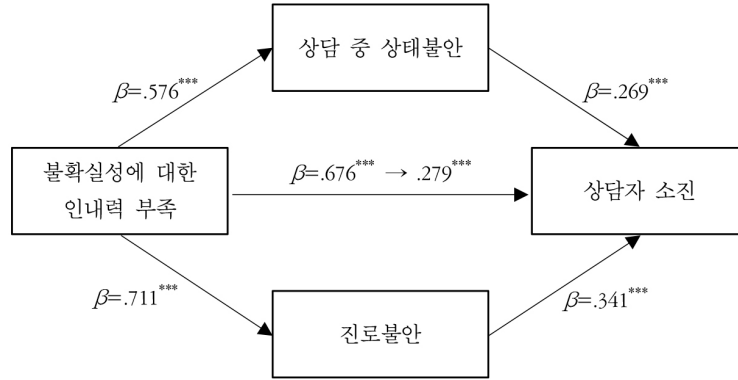 상담 중 상태불안
β=.576***
β=.269***
불확실성에 대한
인내력 부족
β=.676*** → .279***
상담자 소진
β=.711***
β=.341***
진로불안